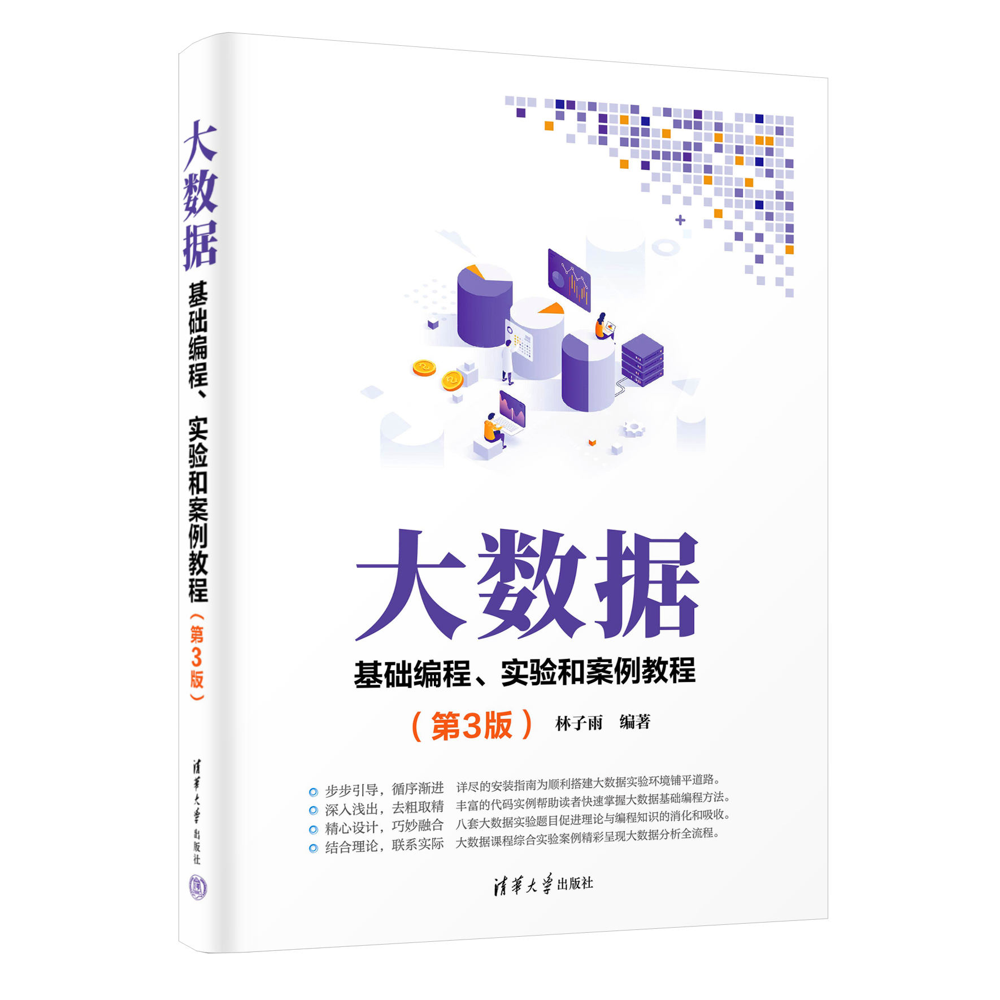 大数据
基础编程、实验和案例教程
（第3版）
清华大学出版社
大数据
基础编程、实验和案例教程
（第3版） 林子雨 编著
步步引导，循序渐进 详尽的安装指南为顺利搭建大数据实验环境铺平道路。
深入浅出，去粗取精 丰富的代码实例帮助读者快速掌握大数据基础编程方法。
精心设计，巧妙融合 八套大数据实验题目促进理论与编程知识的消化和吸收。
结合理论，联系实际 大数据课程综合实验案例精彩呈现大数据分析全流程。
清华大学出版社